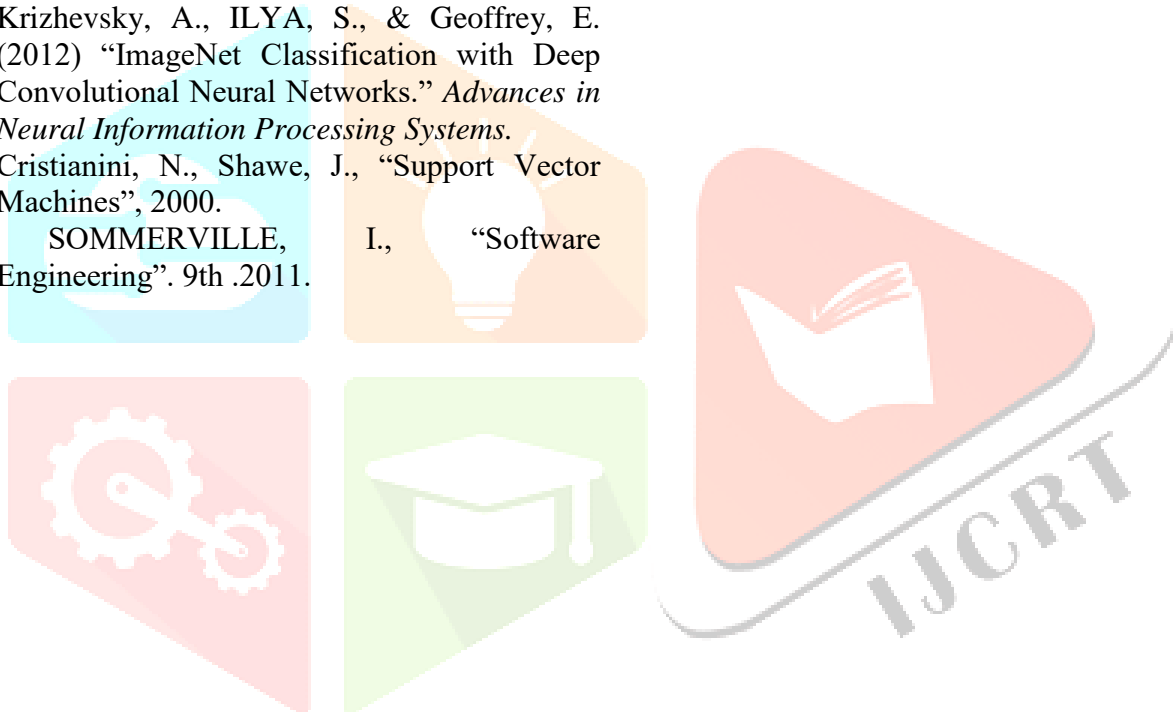 Krizhevsky, A., ILYA, S., & Geoffrey, E.
(2012) “ImageNet Classification with Deep
Convolutional Neural Networks.” Advances in
Neural Information Processing Systems.
Cristianini, N., Shawe, J., “Support Vector
Machines”, 2000.
SOMMERVILLE, I., “Software
Engineering”. 9th .2011.
IJCRT